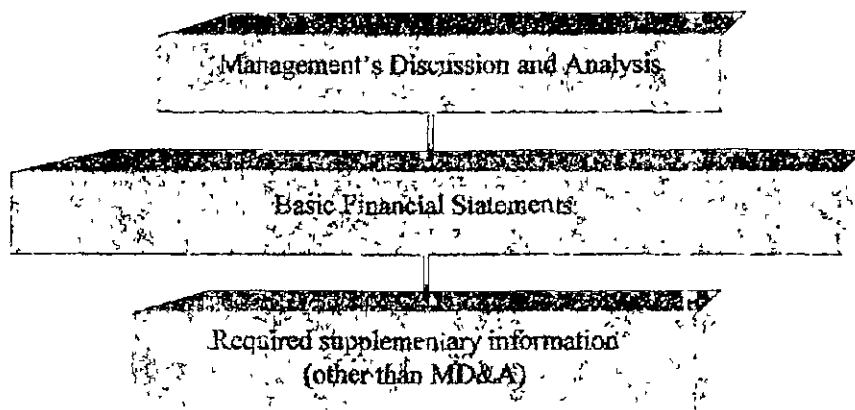 Management's Discussion and Analysis
Basic Financial Statements
Required supplementary information
(other than MD&A)